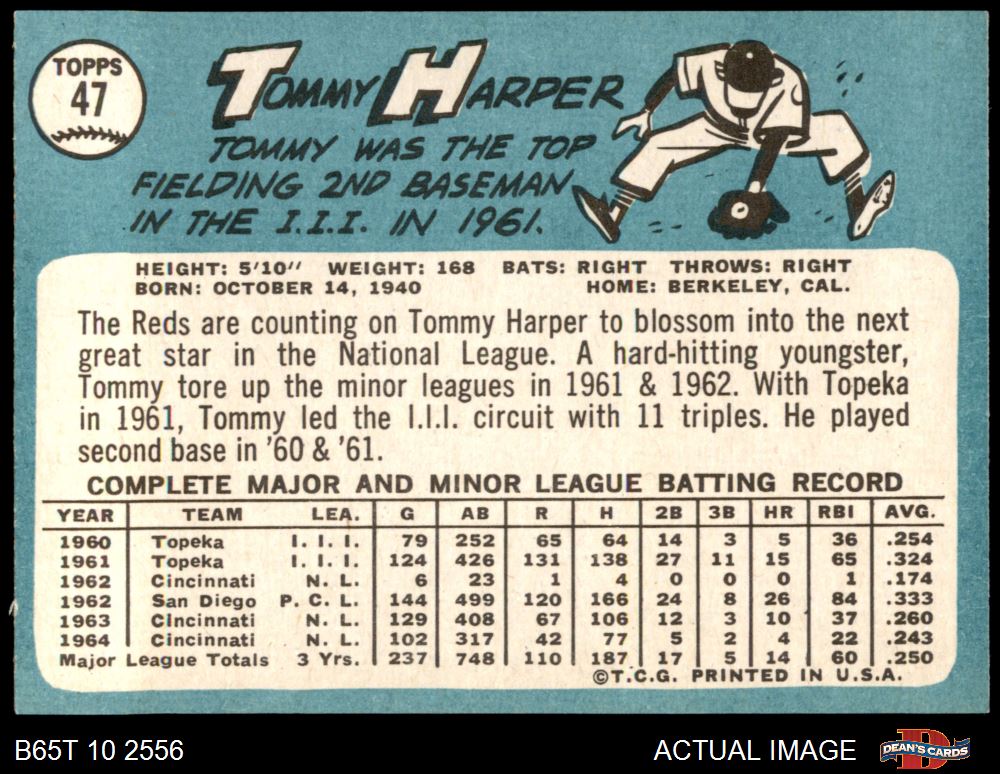 TOPPS
47
TOMMY HARPER
TOMMY WAS THE TOP
FIELDING 2ND BASEMAN
IN THE I.I.I. IN 1961.
HEIGHT: 5'10" WEIGHT: 168 BATS: RIGHT THROWS: RIGHT
BORN: OCTOBER 14, 1940 HOME: BERKELEY, CAL.
The Reds are counting on Tommy Harper to blossom into the next
great star in the National League. A hard-hitting youngster,
Tommy tore up the minor leagues in 1961 & 1962. With Topeka
in 1961, Tommy led the I.I.I. circuit with 11 triples. He played
second base in '60 & '61.
COMPLETE MAJOR AND MINOR LEAGUE BATTING RECORD
YEAR TEAM LEA. G AB R H 2B 3B HR RBI AVG.
1960 Topeka I. I. I. 79 252 65 64 14 3 5 36 .254
1961 Topeka I. I. I. 124 426 131 138 27 11 15 65 .324
1962 Cincinnati N. L. 6 23 1 4 0 0 0 1 .174
1962 San Diego P. C. L. 144 499 120 166 24 8 26 84 .333
1963 Cincinnati N. L. 129 408 67 106 12 3 10 37 .260
1964 Cincinnati N. L. 102 317 42 77 5 2 4 22 .243
Major League Totals 3 Yrs. 237 748 110 187 17 5 14 60 .250
©T.C.G. PRINTED IN U.S.A.
B65T 10 2556 ACTUAL IMAGE DEAN'S CARDS